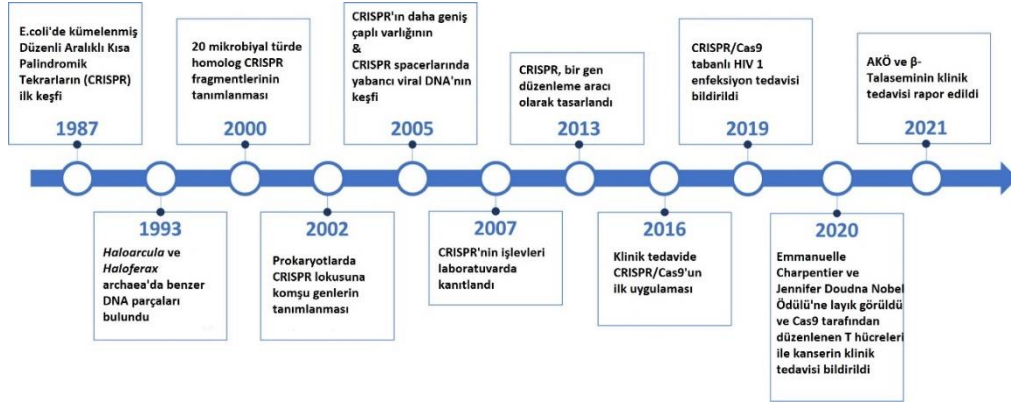 E.coli'de kümelenmiş
Düzenli Aralıklı Kısa
Palindromik
Tekrarların (CRISPR)
ilk keşfi
1987
1993
Haloarcula ve
Haloferax
archaea'da benzer
DNA parçaları
bulundu
20 mikrobiyal türde
homolog CRISPR
fragmentlerinin
tanımlanması
2000
2002
Prokaryotlarda
CRISPR lokusuna
komşu genlerin
tanımlanması
CRISPR'ın daha geniş
çaplı varlığının
&
CRISPR spacerlarında
yabancı viral DNA'nın
keşfi
2005
2007
CRISPR'nin işlevleri
laboratuvarda
kanıtlandı
CRISPR, bir gen
düzenleme aracı
olarak tasarlandı
2013
2016
Klinik tedavide
CRISPR/Cas9'un
ilk uygulaması
CRISPR/Cas9
tabanlı HIV 1
enfeksiyon tedavisi
bildirildi
2019
2020
Emmanuelle
Charpentier ve
Jennifer Doudna Nobel
Ödülü'ne layık görüldü
ve Cas9 tarafından
düzenlenen T hücreleri
ile kanserin klinik
tedavisi bildirildi
AKÖ ve β-
Talaseminin klinik
tedavisi rapor edildi
2021